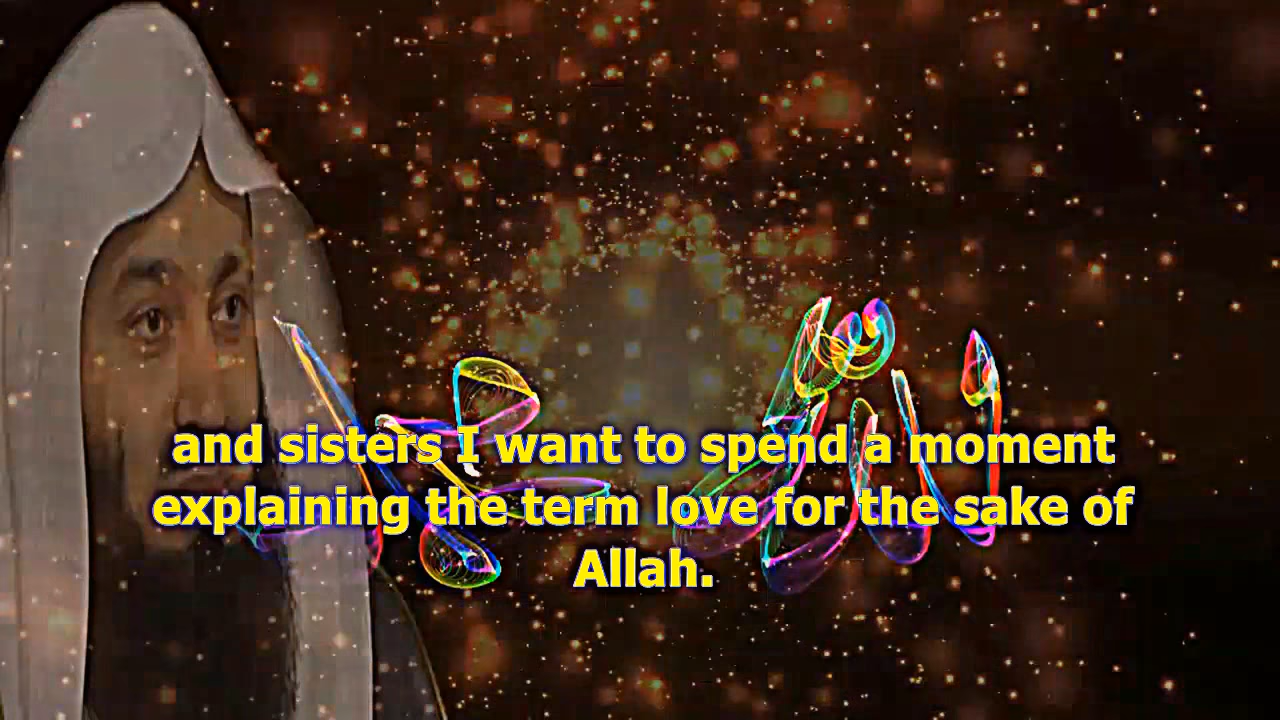 and sisters I want to spend a moment
explaining the term love for the sake of
Allah.